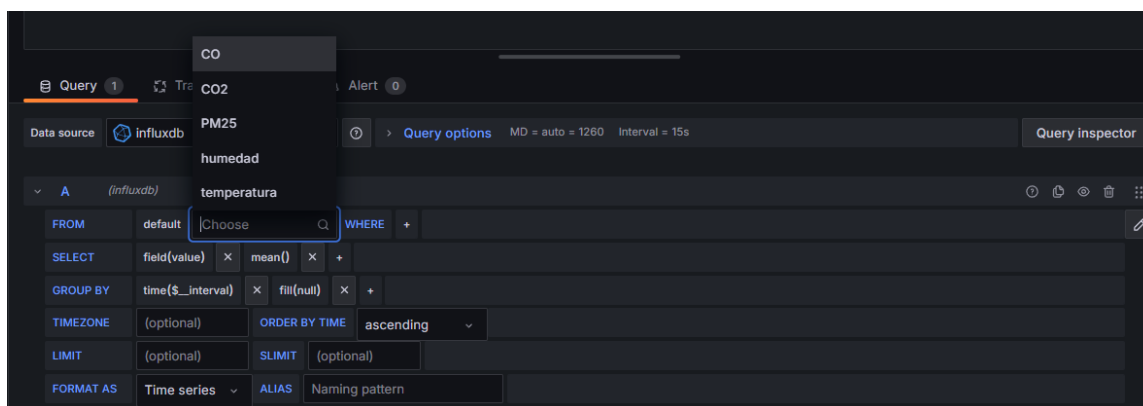 CO
Query 1 Tra Alert 0
CO2
PM25
Data source influxdb Query options MD = auto = 1260 Interval = 15s Query inspector
humedad
A (influxdb)
temperatura
FROM default Choose WHERE +
SELECT field(value) × mean() × +
GROUP BY time($__interval) × fill(null) × +
TIMEZONE (optional) ORDER BY TIME ascending
LIMIT (optional) SLIMIT (optional)
FORMAT AS Time series ALIAS Naming pattern